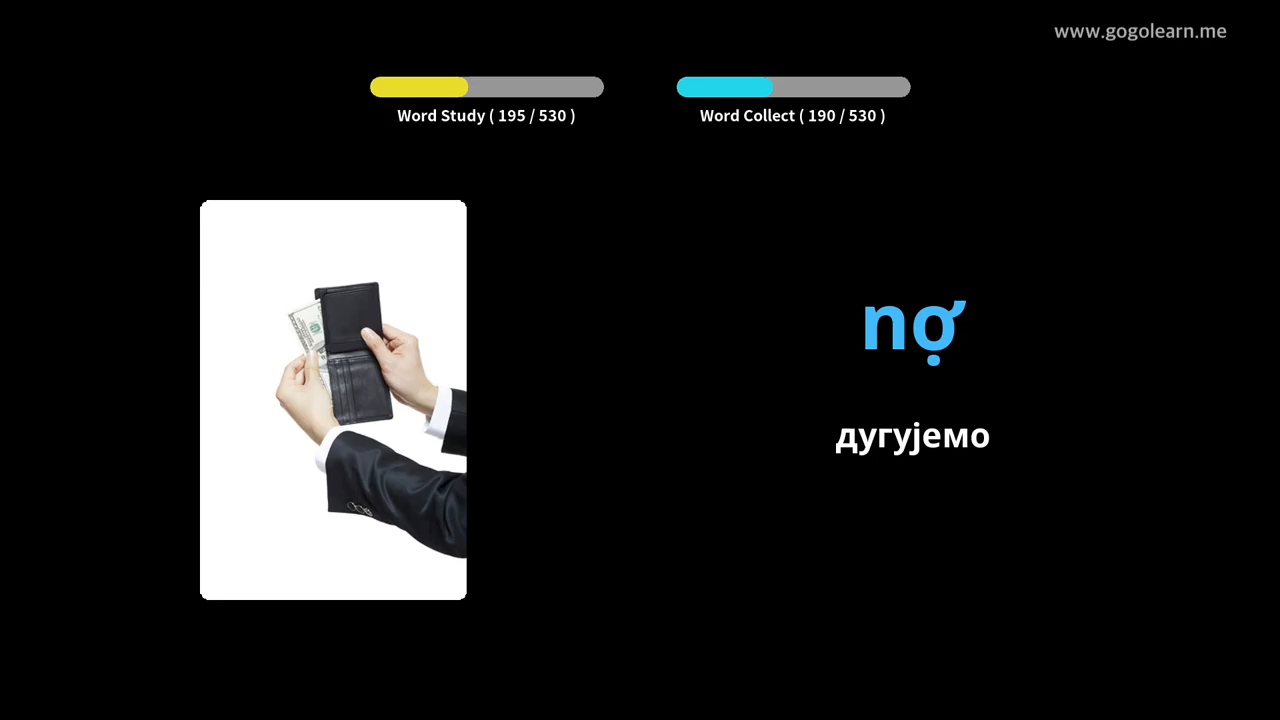 www.gogolearn.me
Word Study ( 195 / 530 )
Word Collect ( 190 / 530 )
nợ
дугујемо